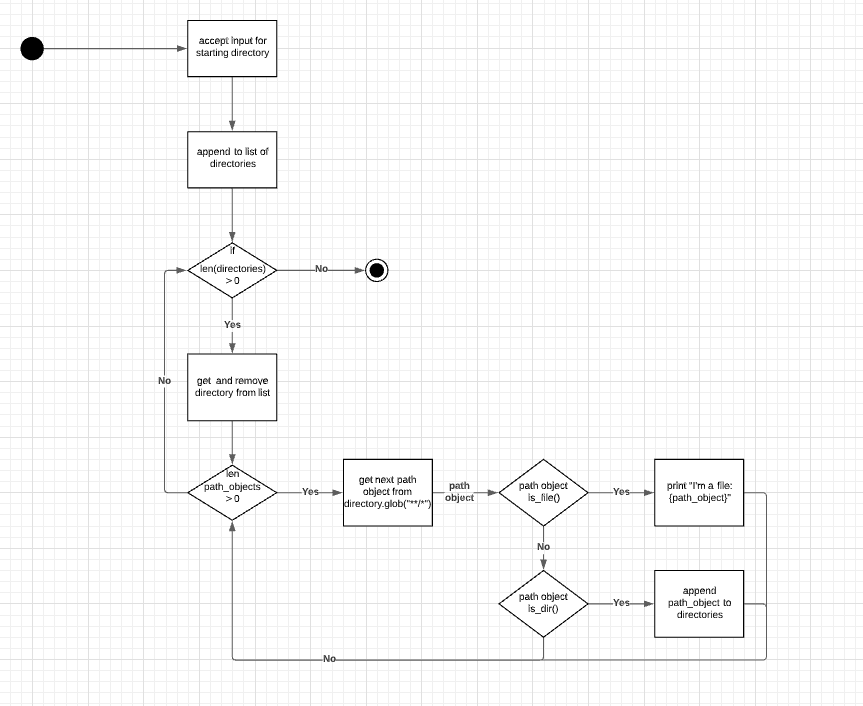 accept input for
starting directory
append to list of
directories
if
len(directories)
> 0
No
Yes
get and remove
directory from list
No
len
path_objects
> 0
Yes
get next path
object from
directory.glob("**/*")
path
object
path object
is_file()
Yes
print "I'm a file:
{path_object}"
No
path object
is_dir()
Yes
append
path_object to
directories
No